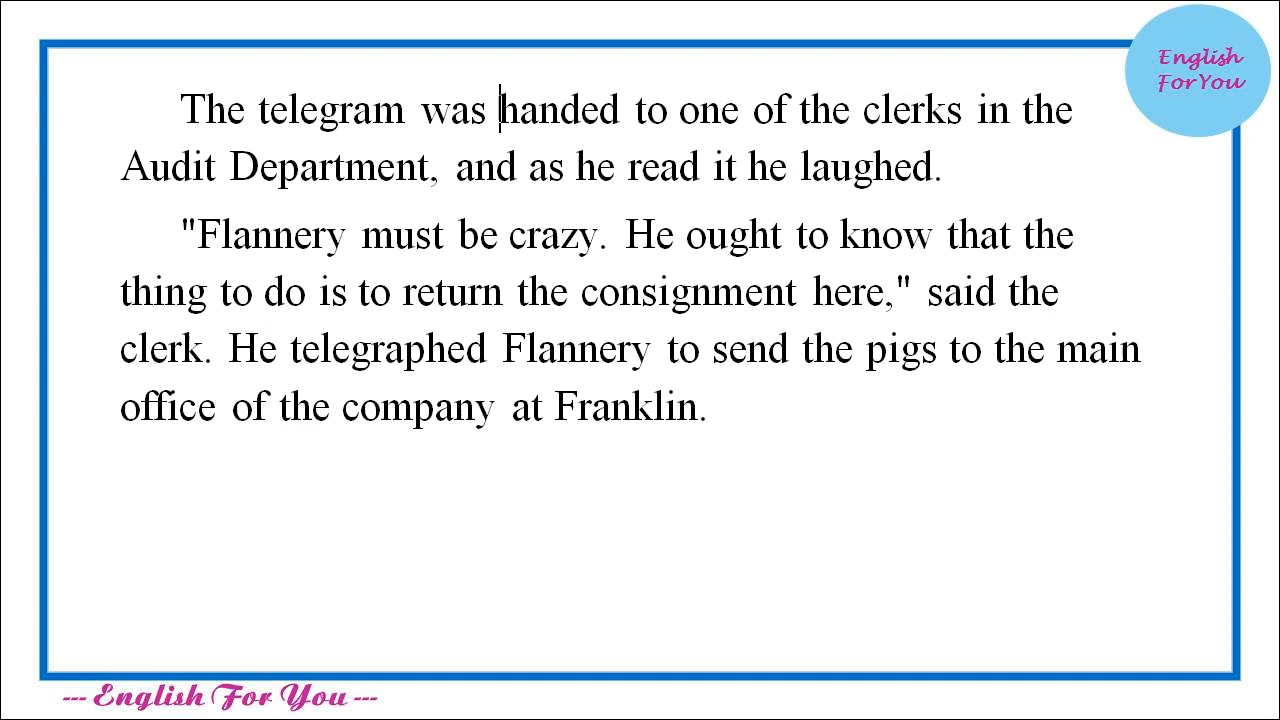 English
ForYou
The telegram was handed to one of the clerks in the
Audit Department, and as he read it he laughed.
"Flannery must be crazy. He ought to know that the
thing to do is to return the consignment here," said the
clerk. He telegraphed Flannery to send the pigs to the main
office of the company at Franklin.
--- English For You ---